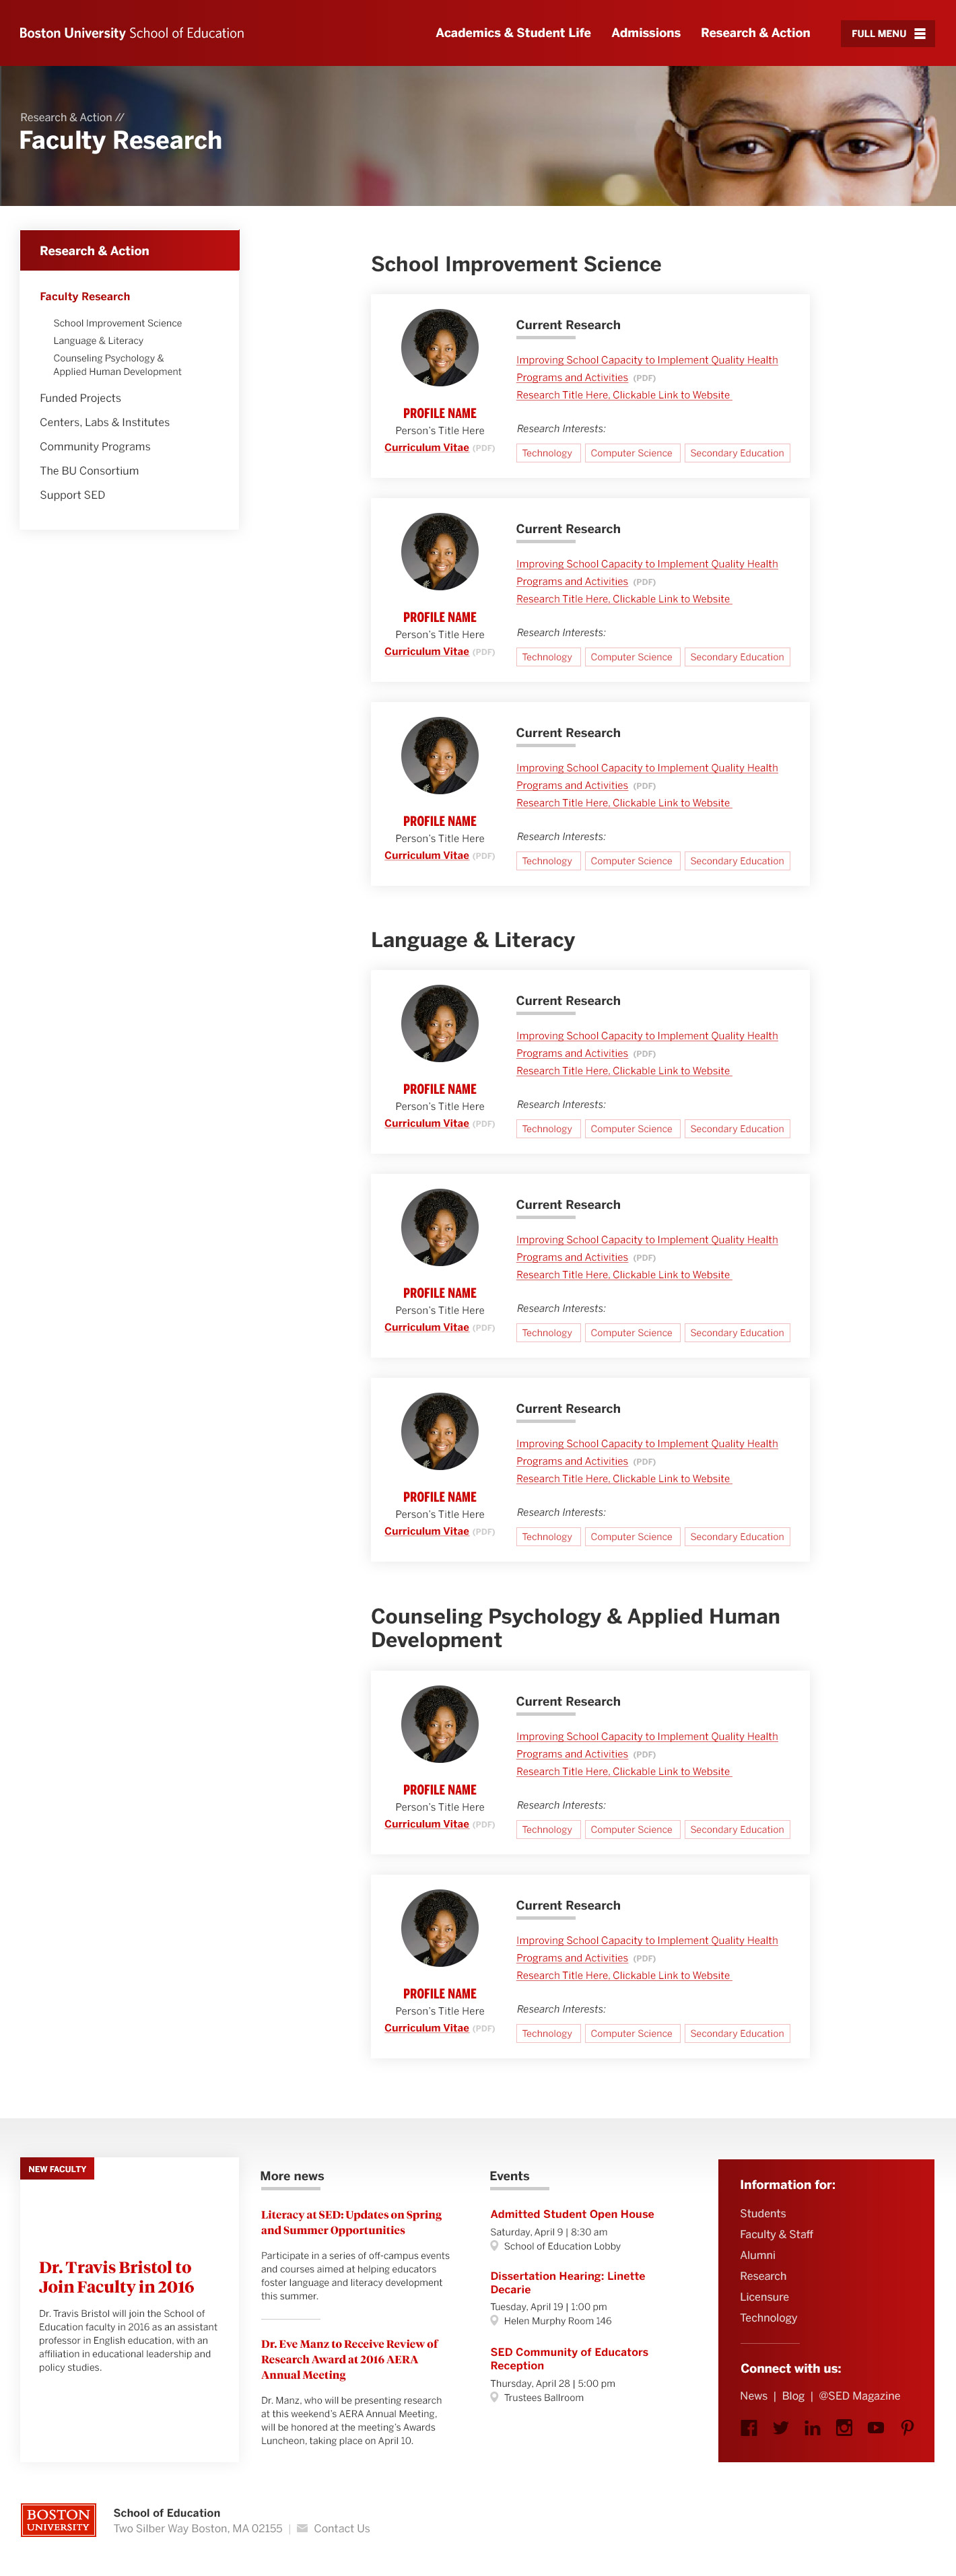 Boston University School of Education
Academics & Student Life
Admissions
Research & Action
FULL MENU
Research & Action //
Faculty Research
Research & Action
Faculty Research
School Improvement Science
Language & Literacy
Counseling Psychology &
Applied Human Development
Funded Projects
Centers, Labs & Institutes
Community Programs
The BU Consortium
Support SED
School Improvement Science
PROFILE NAME
Person's Title Here
Curriculum Vitae (PDF)
Current Research
Improving School Capacity to Implement Quality Health
Programs and Activities (PDF)
Research Title Here, Clickable Link to Website
Research Interests:
Technology
Computer Science
Secondary Education
PROFILE NAME
Person's Title Here
Curriculum Vitae (PDF)
Current Research
Improving School Capacity to Implement Quality Health
Programs and Activities (PDF)
Research Title Here, Clickable Link to Website
Research Interests:
Technology
Computer Science
Secondary Education
PROFILE NAME
Person's Title Here
Curriculum Vitae (PDF)
Current Research
Improving School Capacity to Implement Quality Health
Programs and Activities (PDF)
Research Title Here, Clickable Link to Website
Research Interests:
Technology
Computer Science
Secondary Education
Language & Literacy
PROFILE NAME
Person's Title Here
Curriculum Vitae (PDF)
Current Research
Improving School Capacity to Implement Quality Health
Programs and Activities (PDF)
Research Title Here, Clickable Link to Website
Research Interests:
Technology
Computer Science
Secondary Education
PROFILE NAME
Person's Title Here
Curriculum Vitae (PDF)
Current Research
Improving School Capacity to Implement Quality Health
Programs and Activities (PDF)
Research Title Here, Clickable Link to Website
Research Interests:
Technology
Computer Science
Secondary Education
PROFILE NAME
Person's Title Here
Curriculum Vitae (PDF)
Current Research
Improving School Capacity to Implement Quality Health
Programs and Activities (PDF)
Research Title Here, Clickable Link to Website
Research Interests:
Technology
Computer Science
Secondary Education
Counseling Psychology & Applied Human
Development
PROFILE NAME
Person's Title Here
Curriculum Vitae (PDF)
Current Research
Improving School Capacity to Implement Quality Health
Programs and Activities (PDF)
Research Title Here, Clickable Link to Website
Research Interests:
Technology
Computer Science
Secondary Education
PROFILE NAME
Person's Title Here
Curriculum Vitae (PDF)
Current Research
Improving School Capacity to Implement Quality Health
Programs and Activities (PDF)
Research Title Here, Clickable Link to Website
Research Interests:
Technology
Computer Science
Secondary Education
NEW FACULTY
Dr. Travis Bristol to
Join Faculty in 2016
Dr. Travis Bristol will join the School of
Education faculty in 2016 as an assistant
professor in English education, with an
affiliation in educational leadership and
policy studies.
More news
Literacy at SED: Updates on Spring
and Summer Opportunities
Participate in a series of off-campus events
and courses aimed at helping educators
foster language and literacy development
this summer.
Dr. Eve Manz to Receive Review of
Research Award at 2016 AERA
Annual Meeting
Dr. Manz, who will be presenting research
at this weekend's AERA Annual Meeting,
will be honored at the meeting's Awards
Luncheon, taking place on April 10.
Events
Admitted Student Open House
Saturday, April 9 | 8:30 am
School of Education Lobby
Dissertation Hearing: Linette
Decarie
Tuesday, April 19 | 1:00 pm
Helen Murphy Room 146
SED Community of Educators
Reception
Thursday, April 28 | 5:00 pm
Trustees Ballroom
Information for:
Students
Faculty & Staff
Alumni
Research
Licensure
Technology
Connect with us:
News | Blog | @SED Magazine
BOSTON
UNIVERSITY
School of Education
Two Silber Way Boston, MA 02155 | Contact Us